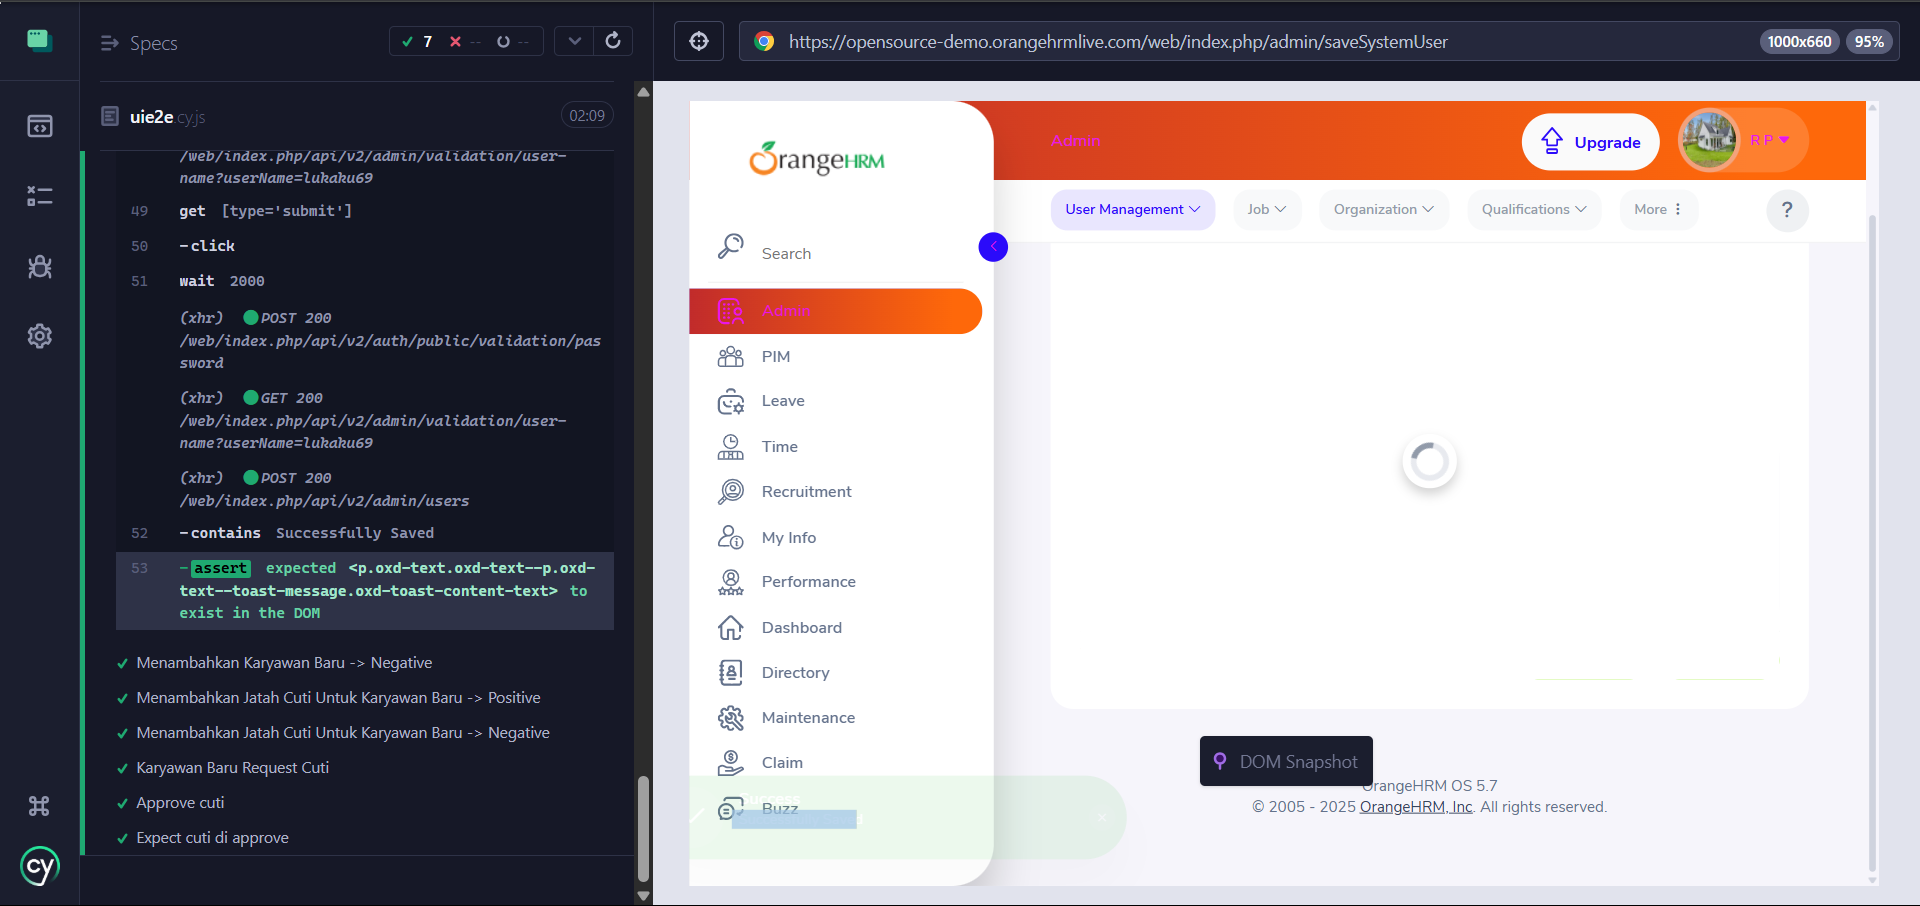 Specs
7 -- --
https://opensource-demo.orangehrmlive.com/web/index.php/admin/saveSystemUser
1000x660 95%
uie2e.cy.js 02:09
/web/index.php/api/v2/admin/validation/user-
name?userName=lukaku69
49 get [type='submit']
50 -click
51 wait 2000
(xhr) POST 200
/web/index.php/api/v2/auth/public/validation/pas
sword
(xhr) GET 200
/web/index.php/api/v2/admin/validation/user-
name?userName=lukaku69
(xhr) POST 200
/web/index.php/api/v2/admin/users
52 -contains Successfully Saved
53 -assert expected <p.oxd-text.oxd-text--p.oxd-
text--toast-message.oxd-toast-content-text> to
exist in the DOM
Menambahkan Karyawan Baru -> Negative
Menambahkan Jatah Cuti Untuk Karyawan Baru -> Positive
Menambahkan Jatah Cuti Untuk Karyawan Baru -> Negative
Karyawan Baru Request Cuti
Approve cuti
Expect cuti di approve
cy
OrangeHRM
Search
Admin
PIM
Leave
Time
Recruitment
My Info
Performance
Dashboard
Directory
Maintenance
Claim
Buzz
Success
Successfully Saved
Admin
Upgrade
R P
User Management
Job
Organization
Qualifications
More
?
DOM Snapshot
OrangeHRM OS 5.7
© 2005 - 2025 OrangeHRM, Inc. All rights reserved.